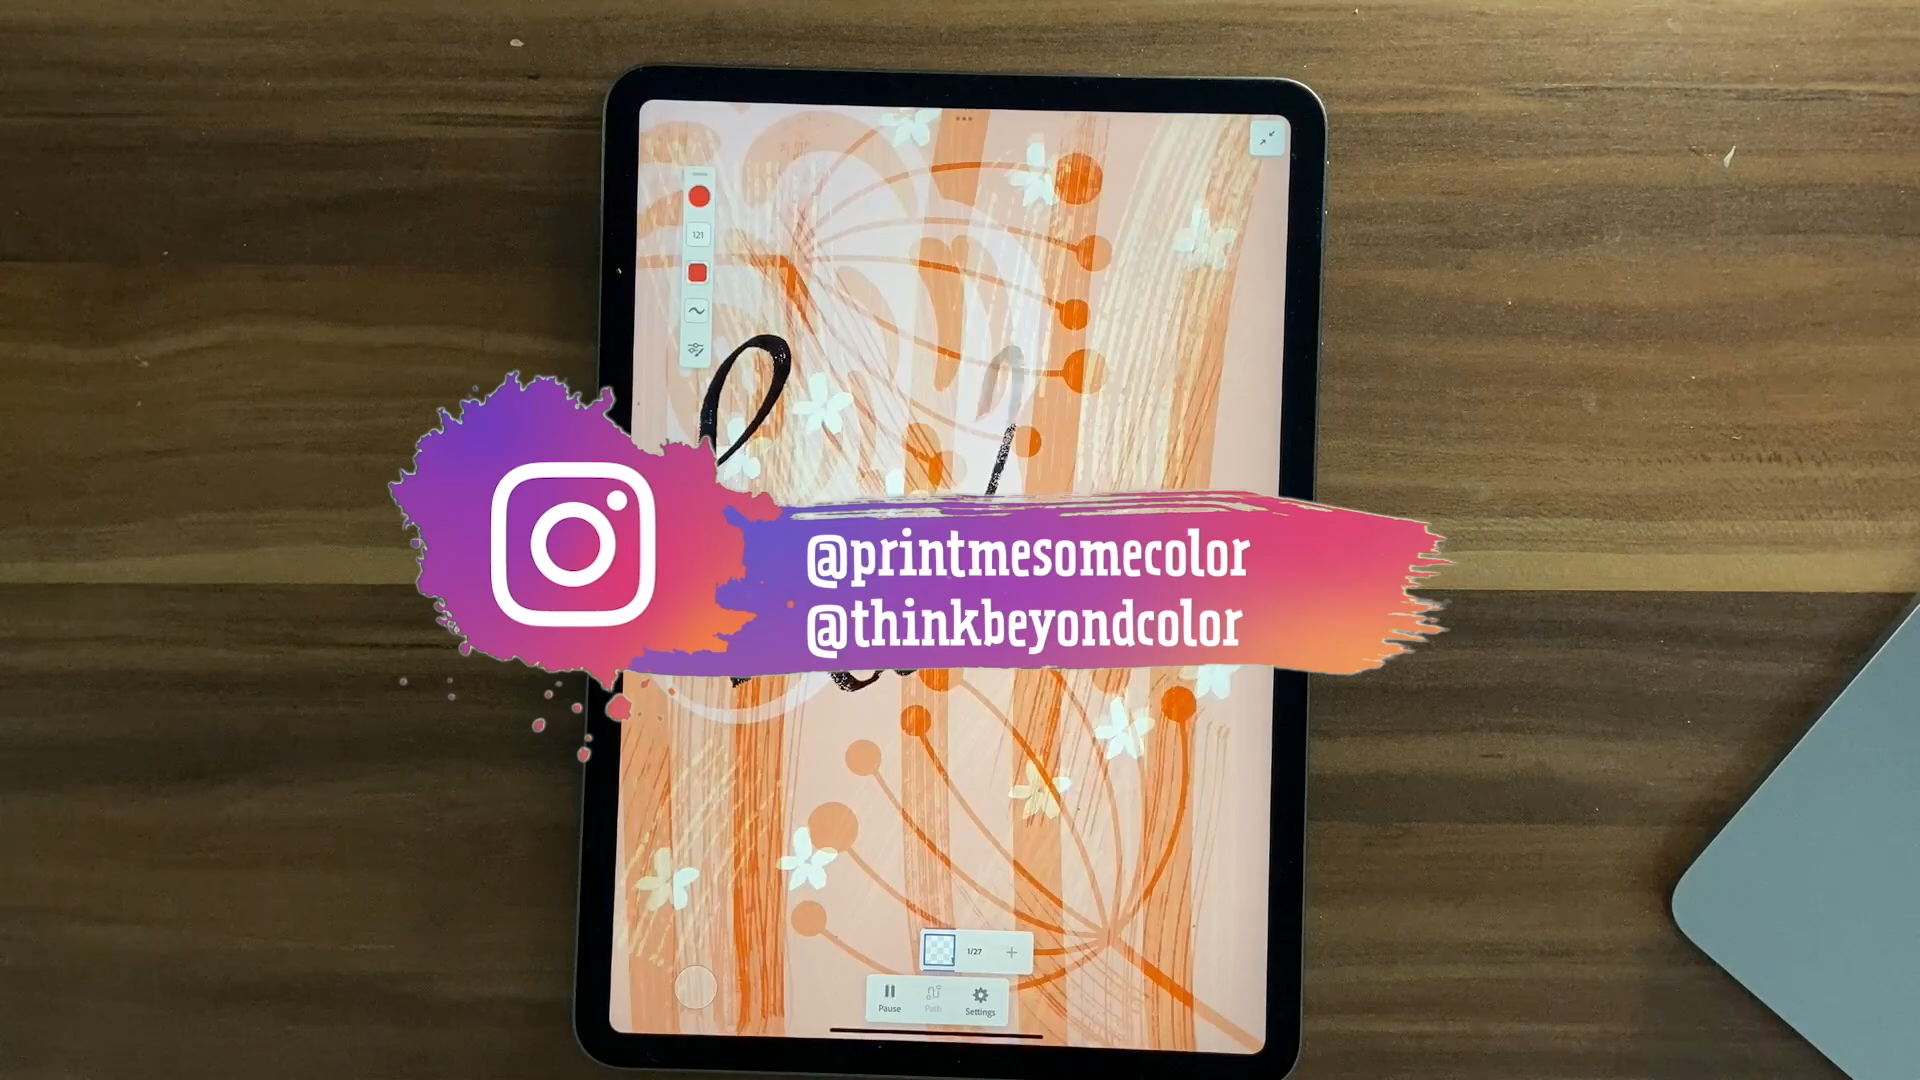 121
@printmesomecolor
@thinkbeyondcolor
1/27
Pause
Path
Settings